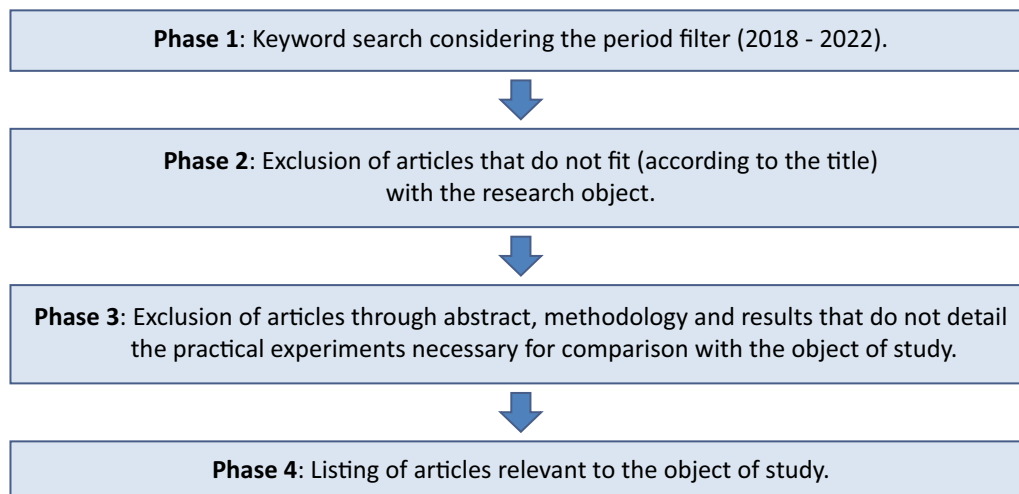 Phase 1: Keyword search considering the period filter (2018 - 2022).
Phase 2: Exclusion of articles that do not fit (according to the title)
with the research object.
Phase 3: Exclusion of articles through abstract, methodology and results that do not detail
the practical experiments necessary for comparison with the object of study.
Phase 4: Listing of articles relevant to the object of study.